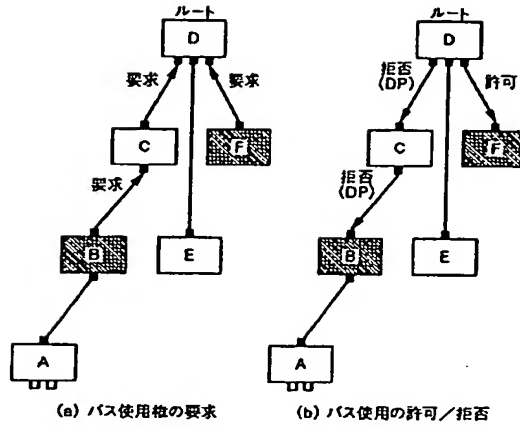 ルート
D
要求
要求
C
F
要求
B
E
A
(a) バス使用権の要求
ルート
D
拒否
(DP)
許可
C
F
拒否
(DP)
B
E
A
(b) バス使用の許可/拒否